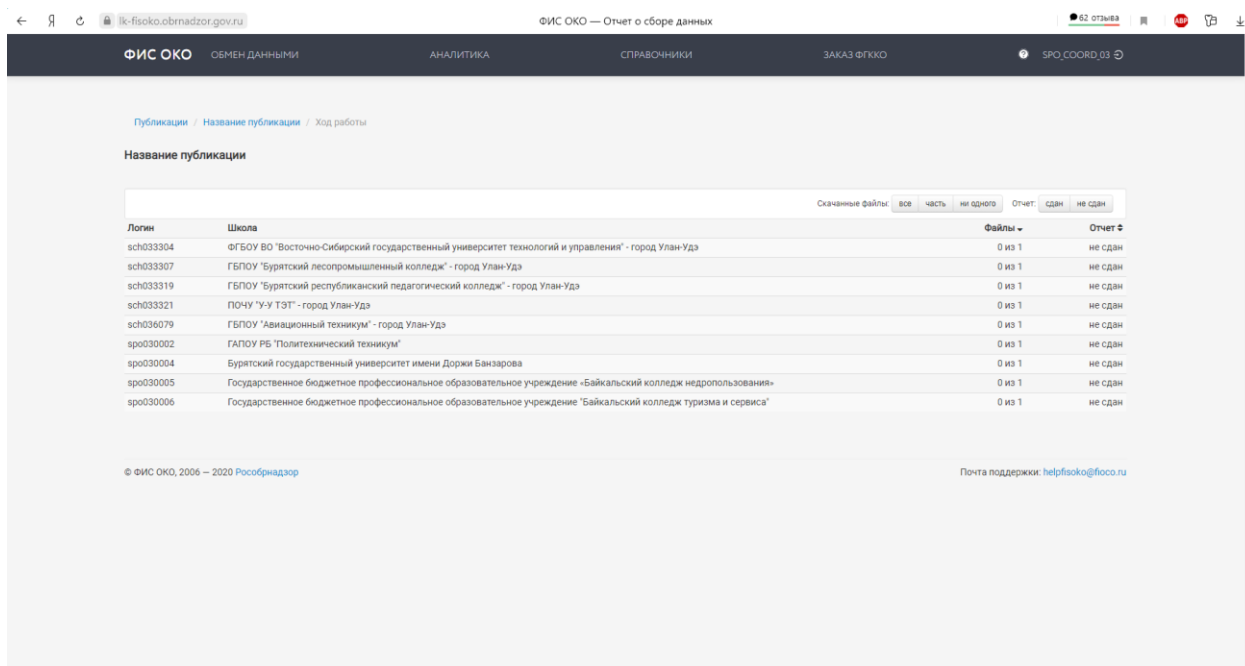 Я lk-fisoko.obrnadzor.gov.ru ФИС ОКО — Отчет о сборе данных 62 отзыва ABP
ФИС ОКО ОБМЕН ДАННЫМИ АНАЛИТИКА СПРАВОЧНИКИ ЗАКАЗ ФГККО ? SPO_COORD_03
Публикации / Название публикации / Ход работы
Название публикации
Скачанные файлы: все часть ни одного Отчет: сдан не сдан
Логин Школа Файлы Отчет
sch033304 ФГБОУ ВО "Восточно-Сибирский государственный университет технологий и управления" - город Улан-Удэ 0 из 1 не сдан
sch033307 ГБПОУ "Бурятский лесопромышленный колледж" - город Улан-Удэ 0 из 1 не сдан
sch033319 ГБПОУ "Бурятский республиканский педагогический колледж" - город Улан-Удэ 0 из 1 не сдан
sch033321 ПОЧУ "У-У ТЭТ" - город Улан-Удэ 0 из 1 не сдан
sch036079 ГБПОУ "Авиационный техникум" - город Улан-Удэ 0 из 1 не сдан
spo030002 ГАПОУ РБ "Политехнический техникум" 0 из 1 не сдан
spo030004 Бурятский государственный университет имени Доржи Банзарова 0 из 1 не сдан
spo030005 Государственное бюджетное профессиональное образовательное учреждение «Байкальский колледж недропользования» 0 из 1 не сдан
spo030006 Государственное бюджетное профессиональное образовательное учреждение "Байкальский колледж туризма и сервиса" 0 из 1 не сдан
© ФИС ОКО, 2006 — 2020 Рособрнадзор Почта поддержки: helpfisoko@fioco.ru